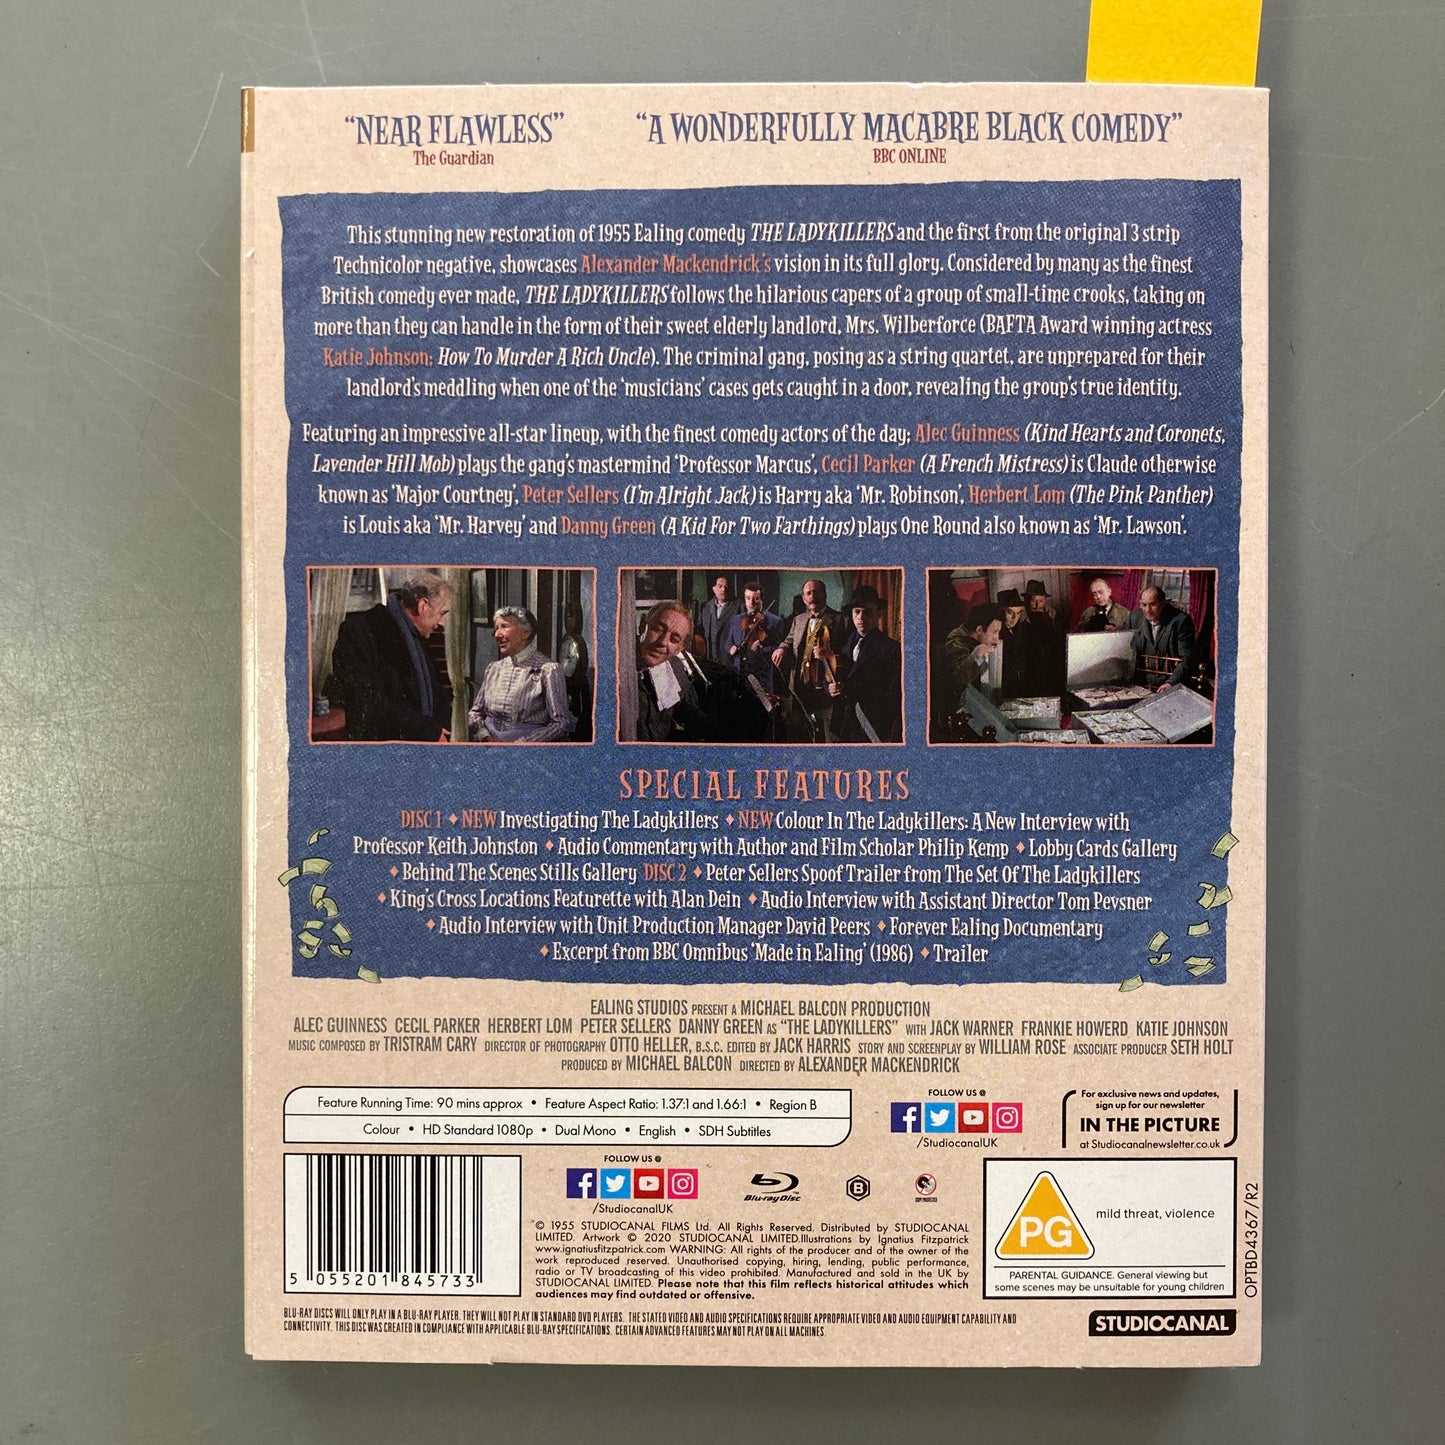 “NEAR FLAWLESS”
The Guardian
“A WONDERFULLY MACABRE BLACK COMEDY”
BBC ONLINE
This stunning new restoration of 1955 Ealing comedy THE LADYKILLERS and the first from the original 3 strip
Technicolor negative, showcases Alexander Mackendrick's vision in its full glory. Considered by many as the finest
British comedy ever made, THE LADYKILLERS follows the hilarious capers of a group of small-time crooks, taking on
more than they can handle in the form of their sweet elderly landlord, Mrs. Wilberforce (BAFTA Award winning actress
Katie Johnson; How To Murder A Rich Uncle). The criminal gang, posing as a string quartet, are unprepared for their
landlord's meddling when one of the ‘musicians’ cases gets caught in a door, revealing the group's true identity.
Featuring an impressive all-star lineup, with the finest comedy actors of the day; Alec Guinness (Kind Hearts and Coronets,
Lavender Hill Mob) plays the gang's mastermind ‘Professor Marcus’, Cecil Parker (A French Mistress) is Claude otherwise
known as ‘Major Courtney’, Peter Sellers (I'm Alright Jack) is Harry aka ‘Mr. Robinson’, Herbert Lom (The Pink Panther)
is Louis aka ‘Mr. Harvey’ and Danny Green (A Kid For Two Farthings) plays One Round also known as ‘Mr. Lawson’.
SPECIAL FEATURES
DISC 1 ♦ NEW Investigating The Ladykillers ♦ NEW Colour In The Ladykillers: A New Interview with
Professor Keith Johnston ♦ Audio Commentary with Author and Film Scholar Philip Kemp ♦ Lobby Cards Gallery
♦ Behind The Scenes Stills Gallery DISC 2 ♦ Peter Sellers Spoof Trailer from The Set Of The Ladykillers
♦ King's Cross Locations Featurette with Alan Dein ♦ Audio Interview with Assistant Director Tom Pevsner
♦ Audio Interview with Unit Production Manager David Peers ♦ Forever Ealing Documentary
♦ Excerpt from BBC Omnibus ‘Made in Ealing’ (1986) ♦ Trailer
EALING STUDIOS PRESENT A MICHAEL BALCON PRODUCTION
ALEC GUINNESS CECIL PARKER HERBERT LOM PETER SELLERS DANNY GREEN AS “THE LADYKILLERS” WITH JACK WARNER FRANKIE HOWERD KATIE JOHNSON
MUSIC COMPOSED BY TRISTRAM CARY DIRECTOR OF PHOTOGRAPHY OTTO HELLER, B.S.C. EDITED BY JACK HARRIS STORY AND SCREENPLAY BY WILLIAM ROSE ASSOCIATE PRODUCER SETH HOLT
PRODUCED BY MICHAEL BALCON DIRECTED BY ALEXANDER MACKENDRICK
Feature Running Time: 90 mins approx • Feature Aspect Ratio: 1.37:1 and 1.66:1 • Region B
Colour • HD Standard 1080p • Dual Mono • English • SDH Subtitles
FOLLOW US @
/StudiocanalUK
For exclusive news and updates,
sign up for our newsletter
IN THE PICTURE
at Studiocanalnewsletter.co.uk
5 055201 845733
FOLLOW US @
/StudiocanalUK
Blu-ray Disc
B
© 1955 STUDIOCANAL FILMS Ltd. All Rights Reserved. Distributed by STUDIOCANAL
LIMITED. Artwork © 2020 STUDIOCANAL LIMITED.Illustrations by Ignatius Fitzpatrick
www.ignatiusfitzpatrick.com WARNING: All rights of the producer and of the owner of the
work reproduced reserved. Unauthorised copying, hiring, lending, public performance,
radio or TV broadcasting of this video prohibited. Manufactured and sold in the UK by
STUDIOCANAL LIMITED. Please note that this film reflects historical attitudes which
audiences may find outdated or offensive.
PG
mild threat, violence
PARENTAL GUIDANCE. General viewing but
some scenes may be unsuitable for young children
OPTBD4367/R2
BLU-RAY DISCS WILL ONLY PLAY IN A BLU-RAY PLAYER. THEY WILL NOT PLAY IN STANDARD DVD PLAYERS. THE STATED VIDEO AND AUDIO SPECIFICATIONS REQUIRE APPROPRIATE VIDEO AND AUDIO EQUIPMENT CAPABILITY AND
CONNECTIVITY. THIS DISC WAS CREATED IN COMPLIANCE WITH APPLICABLE BLU-RAY SPECIFICATIONS. CERTAIN ADVANCED FEATURES MAY NOT PLAY ON ALL MACHINES.
STUDIOCANAL